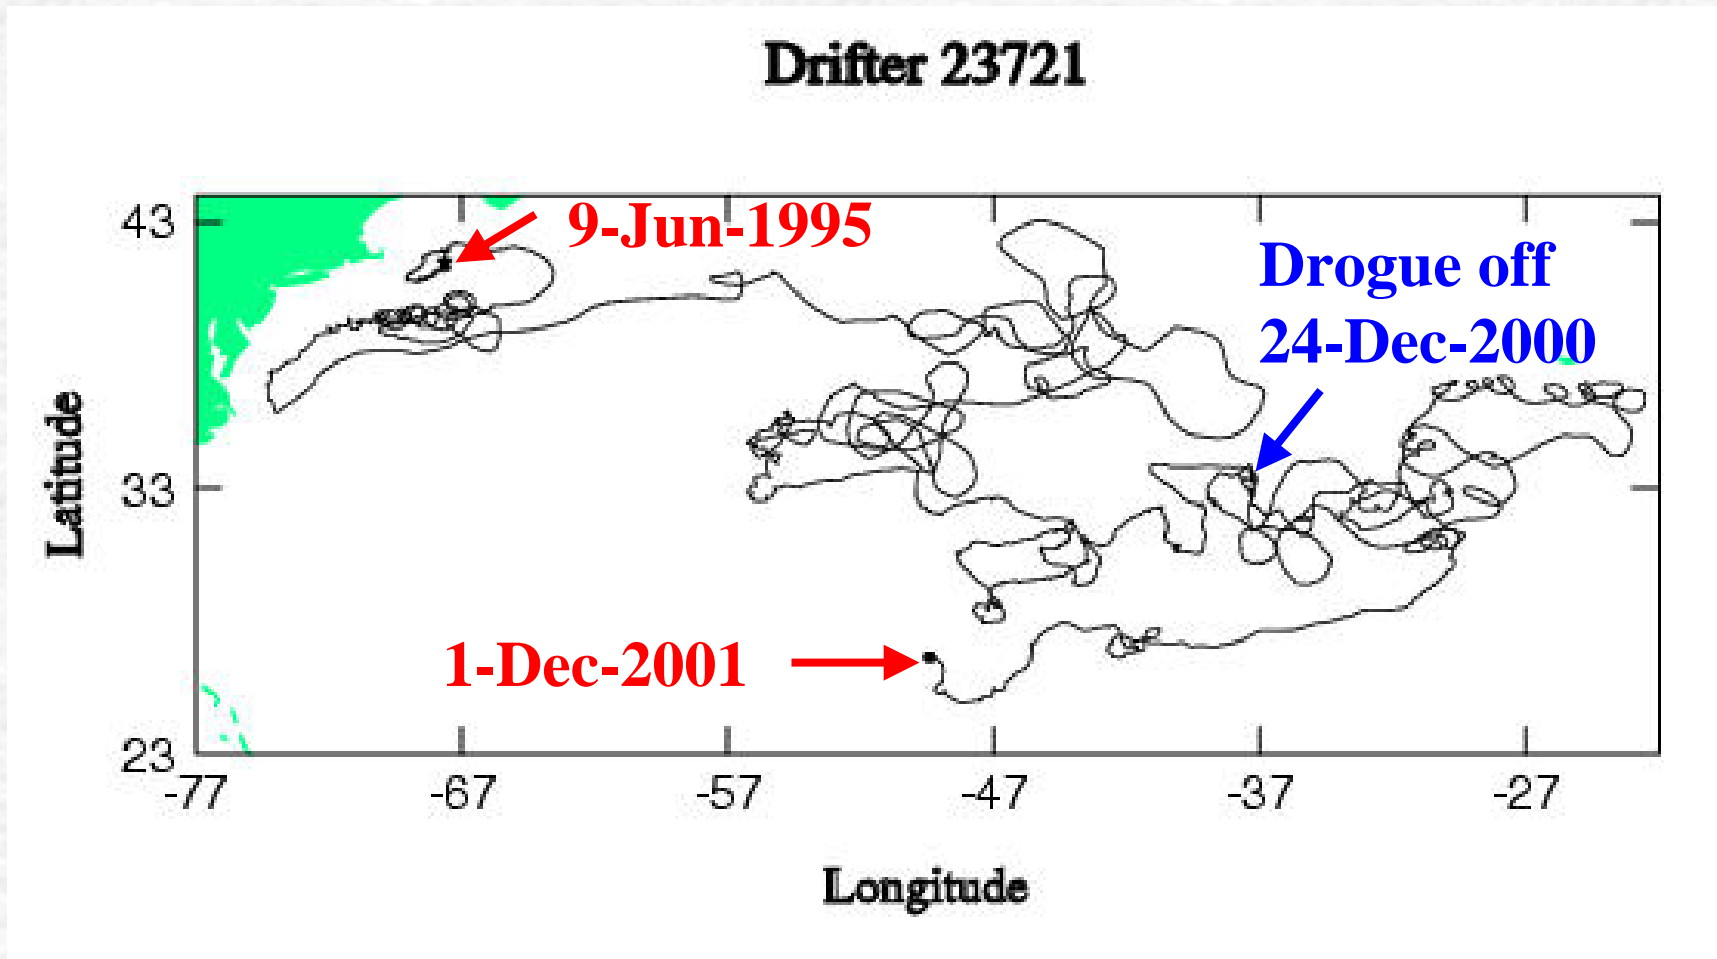 Drifter 23721
43
33
23
Latitude
9-Jun-1995
Drogue off
24-Dec-2000
1-Dec-2001
-77 -67 -57 -47 -37 -27
Longitude